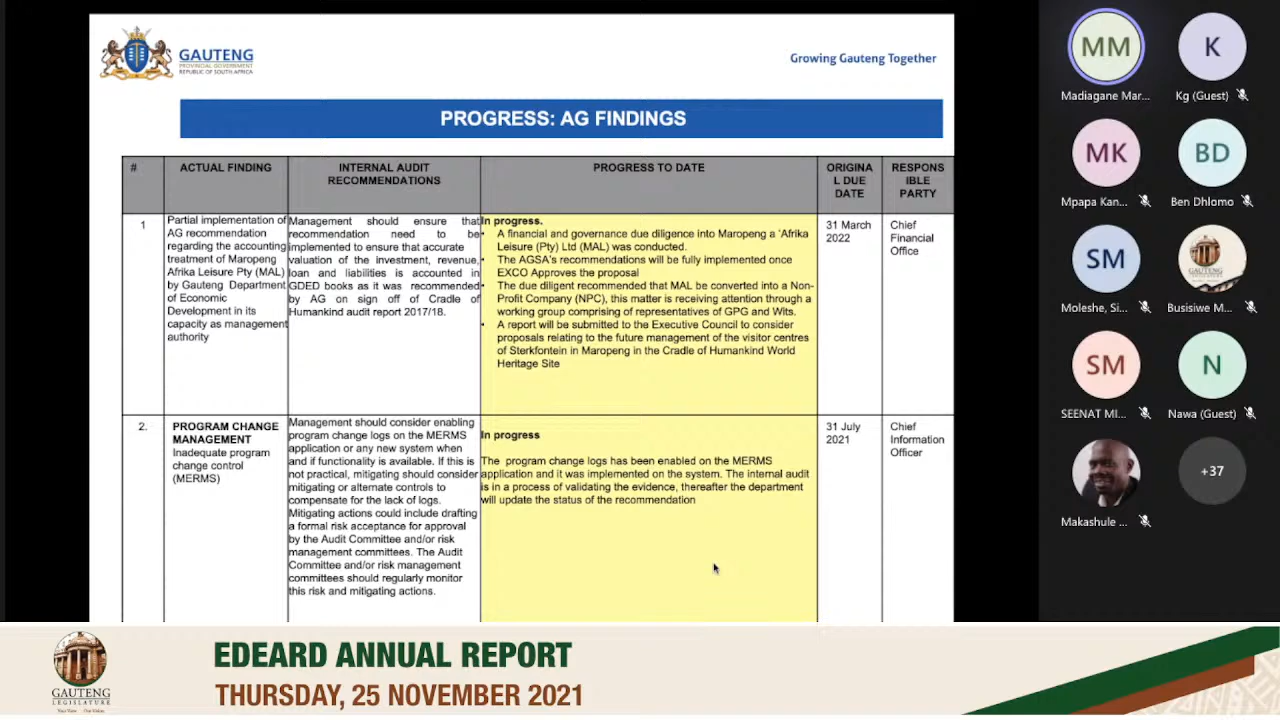 GAUTENG
PROVINCIAL GOVERNMENT
REPUBLIC OF SOUTH AFRICA
Growing Gauteng Together
PROGRESS: AG FINDINGS
#
ACTUAL FINDING
INTERNAL AUDIT
RECOMMENDATIONS
PROGRESS TO DATE
ORIGINA
L DUE
DATE
RESPONS
IBLE
PARTY
1
Partial implementation of
AG recommendation
regarding the accounting
treatment of Maropeng
Afrika Leisure Pty (MAL)
by Gauteng Department
of Economic
Development in its
capacity as management
authority
Management should ensure that
recommendation need to be
implemented to ensure that accurate
valuation of the investment, revenue,
loan and liabilities is accounted in
GDED books as it was recommended
by AG on sign off of Cradle of
Humankind audit report 2017/18.
In progress.
• A financial and governance due diligence into Maropeng a 'Afrika
Leisure (Pty) Ltd (MAL) was conducted.
• The AGSA's recommendations will be fully implemented once
EXCO Approves the proposal
• The due diligent recommended that MAL be converted into a Non-
Profit Company (NPC), this matter is receiving attention through a
working group comprising of representatives of GPG and Wits.
• A report will be submitted to the Executive Council to consider
proposals relating to the future management of the visitor centres
of Sterkfontein in Maropeng in the Cradle of Humankind World
Heritage Site
31 March
2022
Chief
Financial
Office
2.
PROGRAM CHANGE
MANAGEMENT
Inadequate program
change control
(MERMS)
Management should consider enabling
program change logs on the MERMS
application or any new system when
and if functionality is available. If this is
not practical, mitigating should consider
mitigating or alternate controls to
compensate for the lack of logs.
Mitigating actions could include drafting
a formal risk acceptance for approval
by the Audit Committee and/or risk
management committees. The Audit
Committee and/or risk management
committees should regularly monitor
this risk and mitigating actions.
In progress
The program change logs has been enabled on the MERMS
application and it was implemented on the system. The internal audit
is in a process of validating the evidence, thereafter the department
will update the status of the recommendation
31 July
2021
Chief
Information
Officer
MM
Madiagane Mar...
K
Kg (Guest)
MK
Mpapa Kan...
BD
Ben Dhlomo
SM
Moleshe, Si...
Busisiwe M...
SM
SEENAT MI...
N
Nawa (Guest)
Makashule ...
+37
GAUTENG
LEGISLATURE
Your View Our Vision
EDEARD ANNUAL REPORT
THURSDAY, 25 NOVEMBER 2021